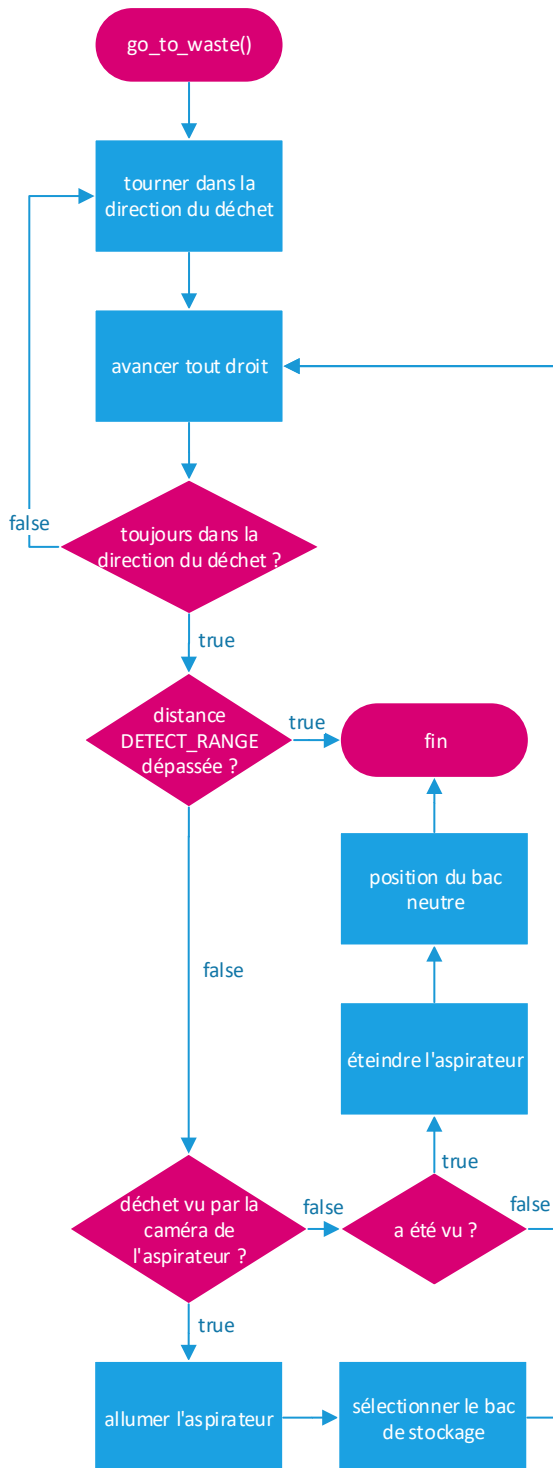 go_to_waste()
tourner dans la
direction du déchet
avancer tout droit
false
toujours dans la
direction du déchet ?
true
distance
DETECT_RANGE
dépassée ?
true
fin
position du bac
neutre
false
éteindre l'aspirateur
true
déchet vu par la
caméra de
l'aspirateur ?
false
a été vu ?
false
true
allumer l'aspirateur
sélectionner le bac
de stockage